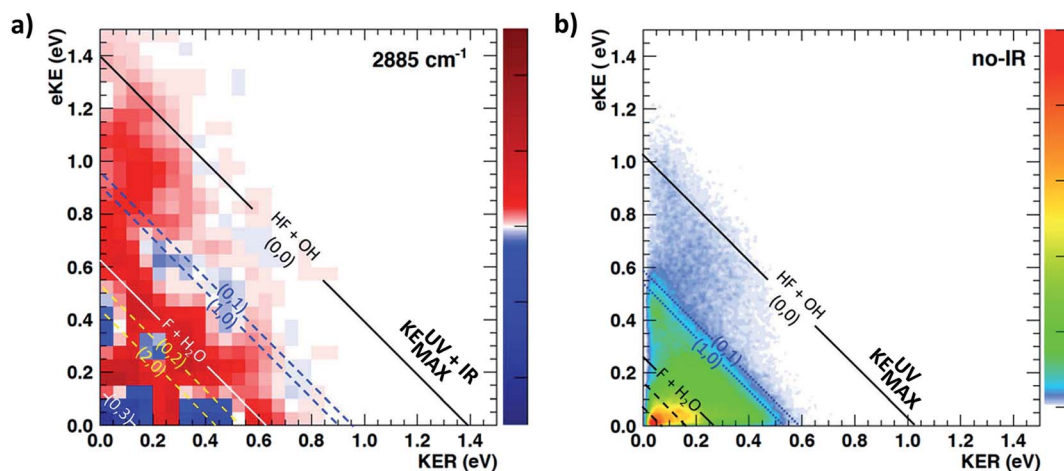 a)
2885 cm-1
eKE (eV)
1.4
1.2
1.0
0.8
0.6
0.4
0.2
0.0
HF + OH
(0,0)
(0,1)
(1,0)
F + H2O
(0,2)
(2,0)
(0,3)
KE MAX UV + IR
0.0 0.2 0.4 0.6 0.8 1.0 1.2 1.4
KER (eV)
b)
no-IR
eKE (eV)
1.4
1.2
1.0
0.8
0.6
0.4
0.2
0.0
HF + OH
(0,0)
(0,1)
(1,0)
F + H2O
KE MAX UV
0.0 0.2 0.4 0.6 0.8 1.0 1.2 1.4
KER (eV)